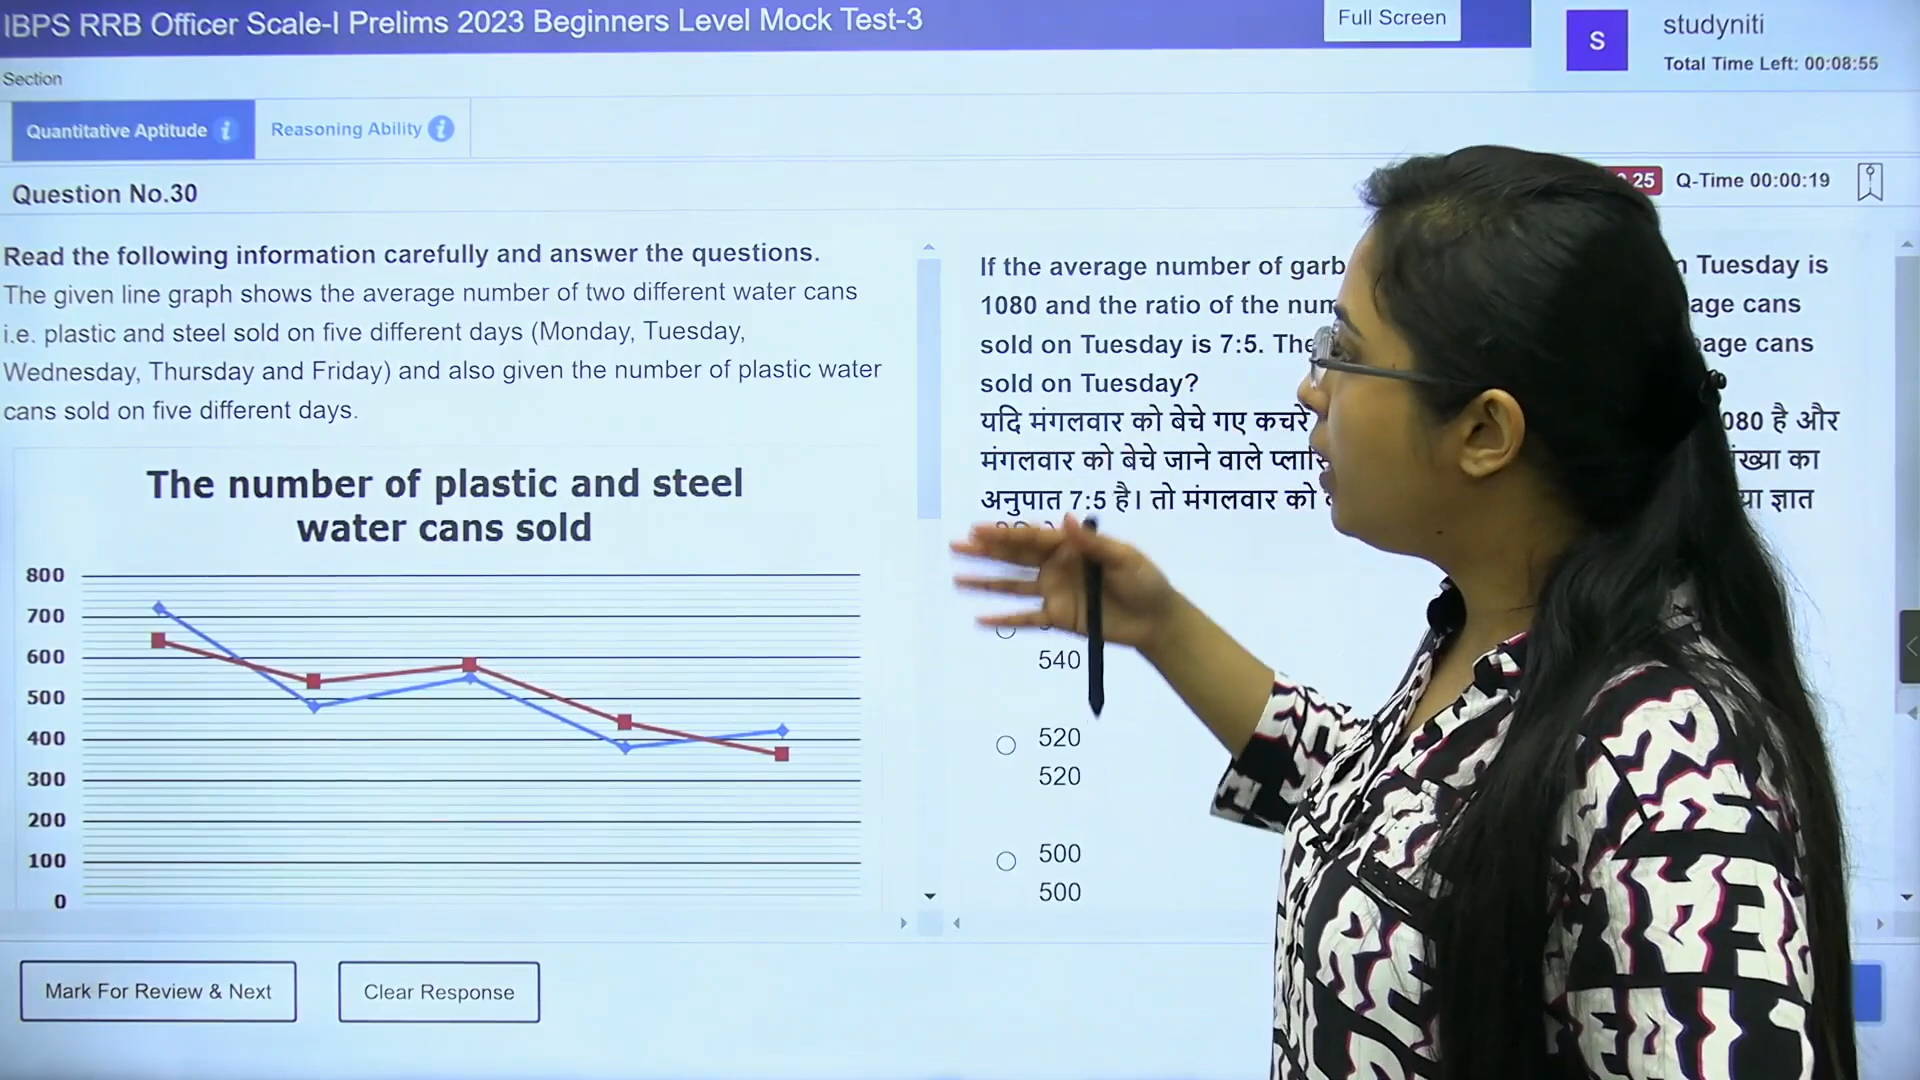 IBPS RRB Officer Scale-I Prelims 2023 Beginners Level Mock Test-3
Full Screen
S
studyniti
Total Time Left: 00:08:55
Section
Quantitative Aptitude i
Reasoning Ability i
Question No.30
25
Q-Time 00:00:19
Read the following information carefully and answer the questions.
The given line graph shows the average number of two different water cans
i.e. plastic and steel sold on five different days (Monday, Tuesday,
Wednesday, Thursday and Friday) and also given the number of plastic water
cans sold on five different days.
The number of plastic and steel
water cans sold
800
700
600
500
400
300
200
100
0
If the average number of Tuesday is
1080 and the ratio of the cans
sold on Tuesday is 7:5. cans
sold on Tuesday?
यदि मंगलवार को बेचे गए कचरे 1080 है और
मंगलवार को बेचे जाने वाले का
अनुपात 7:5 है। तो मंगलवार को ज्ञात
540
520
520
500
500
Mark For Review & Next
Clear Response